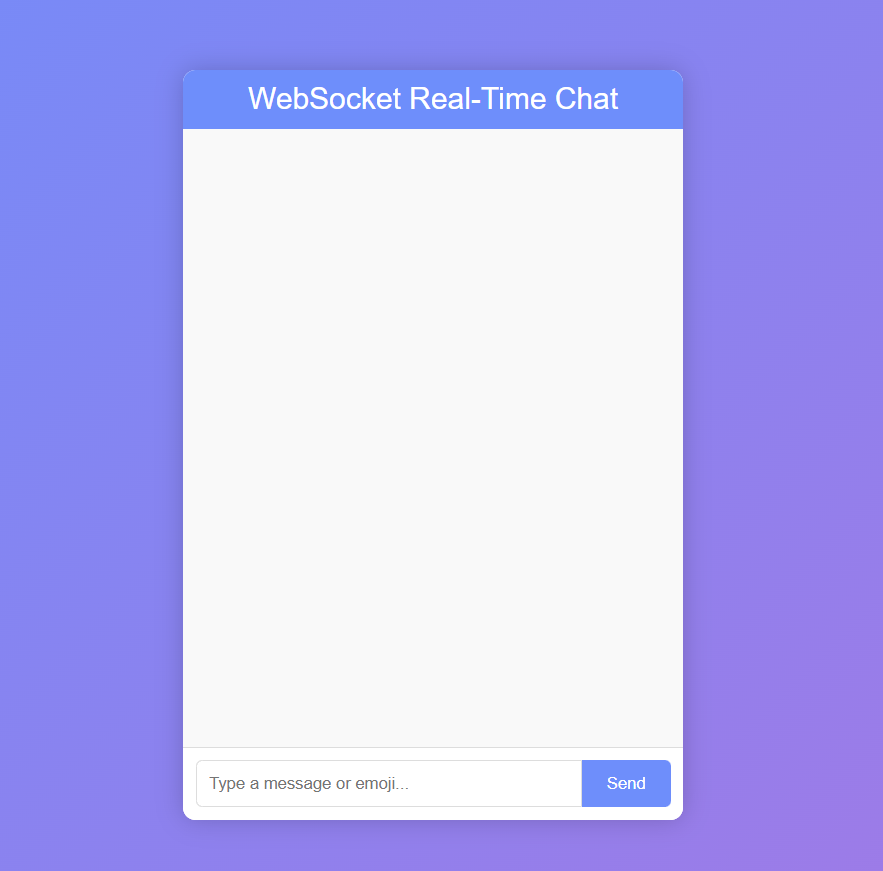 WebSocket Real-Time Chat
Type a message or emoji...
Send